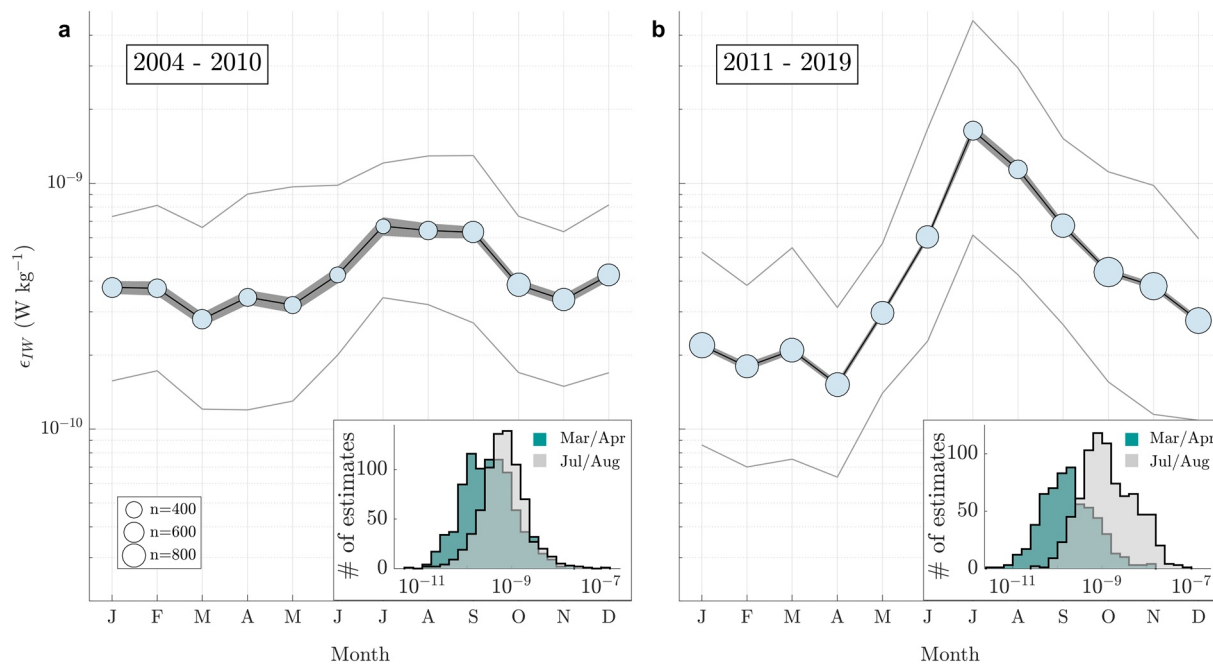 a
b
2004 - 2010
2011 - 2019
10⁻⁹
10⁻¹⁰
ϵ_IW (W kg⁻¹)
Mar/Apr
Jul/Aug
# of estimates
100
50
0
10⁻¹¹ 10⁻⁹ 10⁻⁷
n=400
n=600
n=800
Mar/Apr
Jul/Aug
# of estimates
100
50
0
10⁻¹¹ 10⁻⁹ 10⁻⁷
J F M A M J J A S O N D
J F M A M J J A S O N D
Month
Month